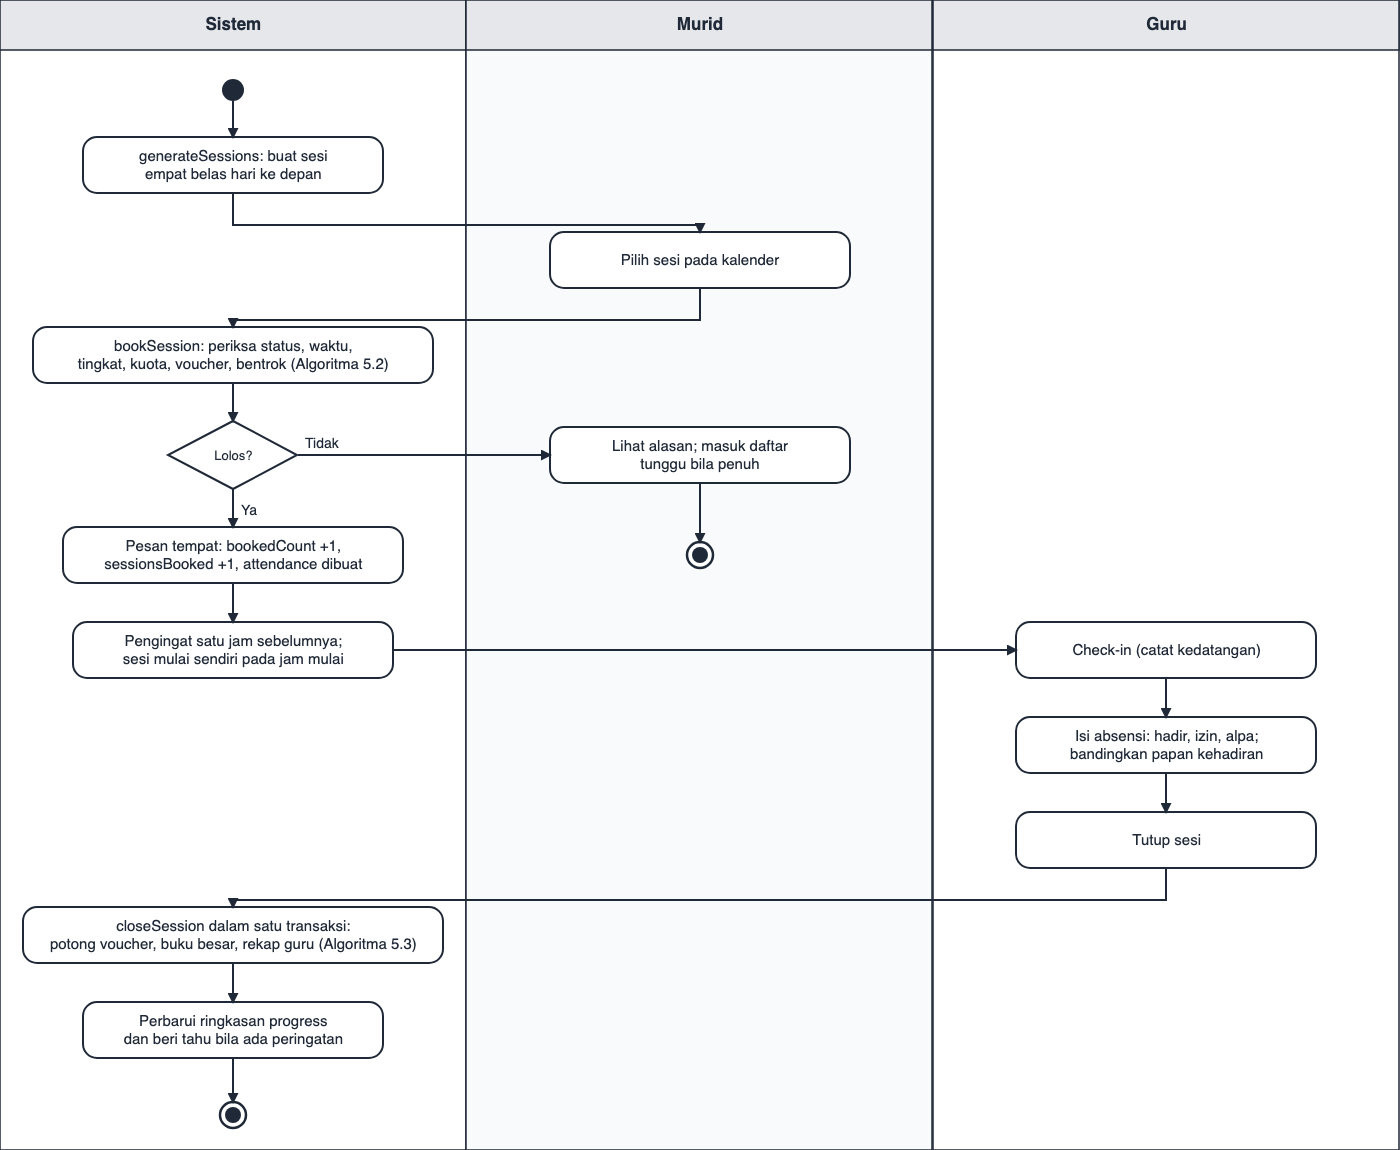 Sistem
Murid
Guru
generateSessions: buat sesi
empat belas hari ke depan
Pilih sesi pada kalender
bookSession: periksa status, waktu,
tingkat, kuota, voucher, bentrok (Algoritma 5.2)
Lolos?
Tidak
Lihat alasan; masuk daftar
tunggu bila penuh
Ya
Pesan tempat: bookedCount +1,
sessionsBooked +1, attendance dibuat
Pengingat satu jam sebelumnya;
sesi mulai sendiri pada jam mulai
Check-in (catat kedatangan)
Isi absensi: hadir, izin, alpa;
bandingkan papan kehadiran
Tutup sesi
closeSession dalam satu transaksi:
potong voucher, buku besar, rekap guru (Algoritma 5.3)
Perbarui ringkasan progress
dan beri tahu bila ada peringatan